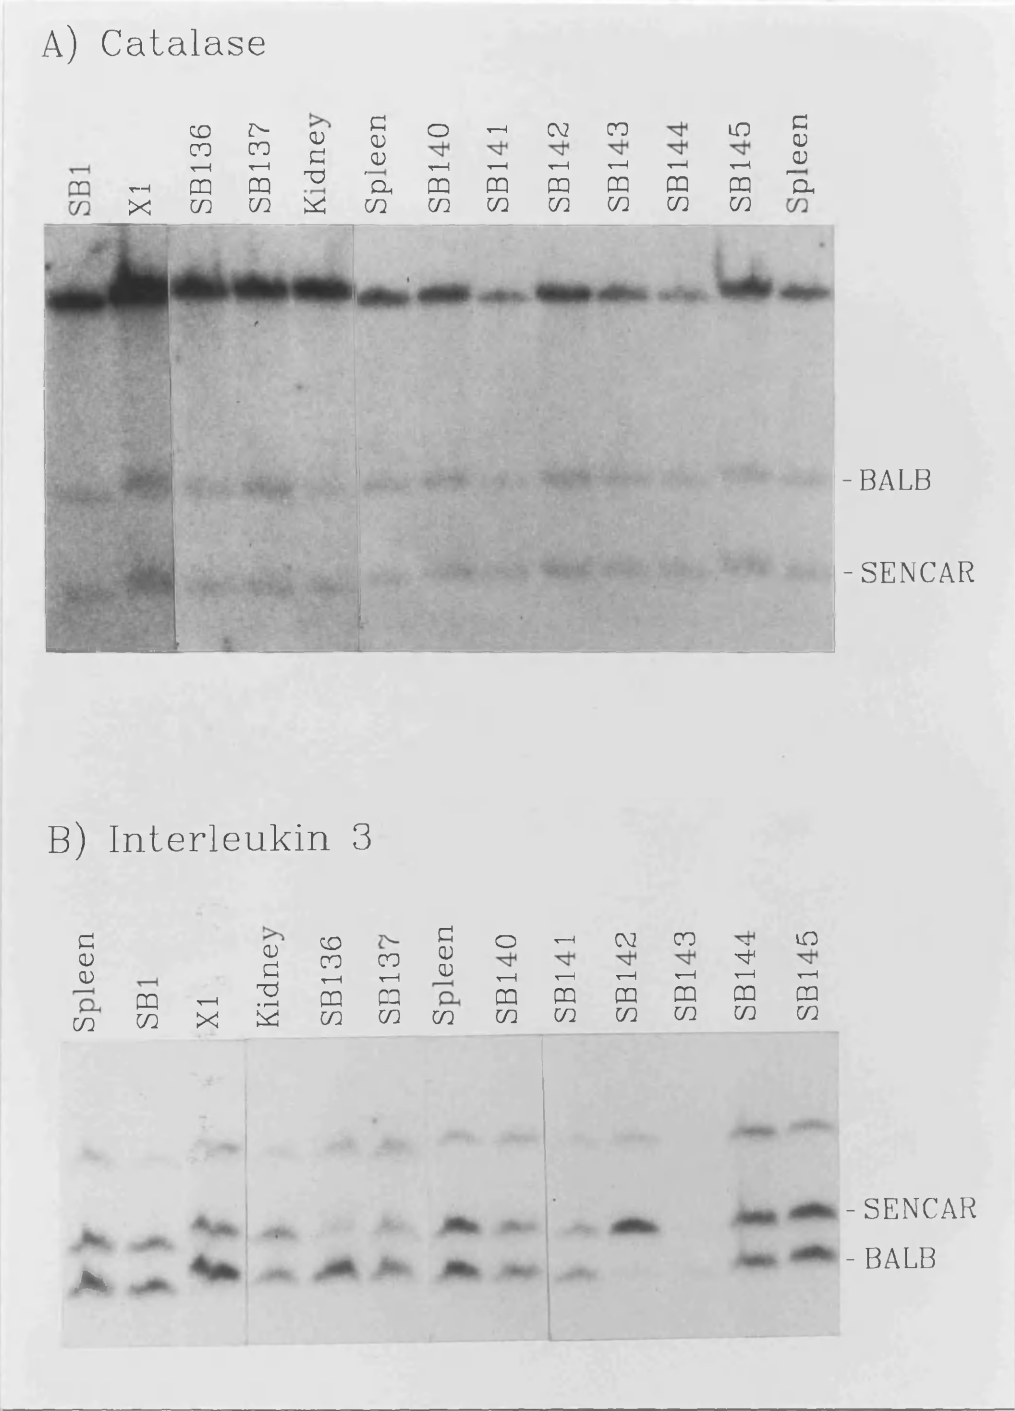 A) Catalase
SB1 X1 SB136 SB137 Kidney Spleen SB140 SB141 SB142 SB143 SB144 SB145 Spleen
-BALB
-SENCAR
B) Interleukin 3
Spleen SB1 X1 Kidney SB136 SB137 Spleen SB140 SB141 SB142 SB143 SB144 SB145
-SENCAR
-BALB